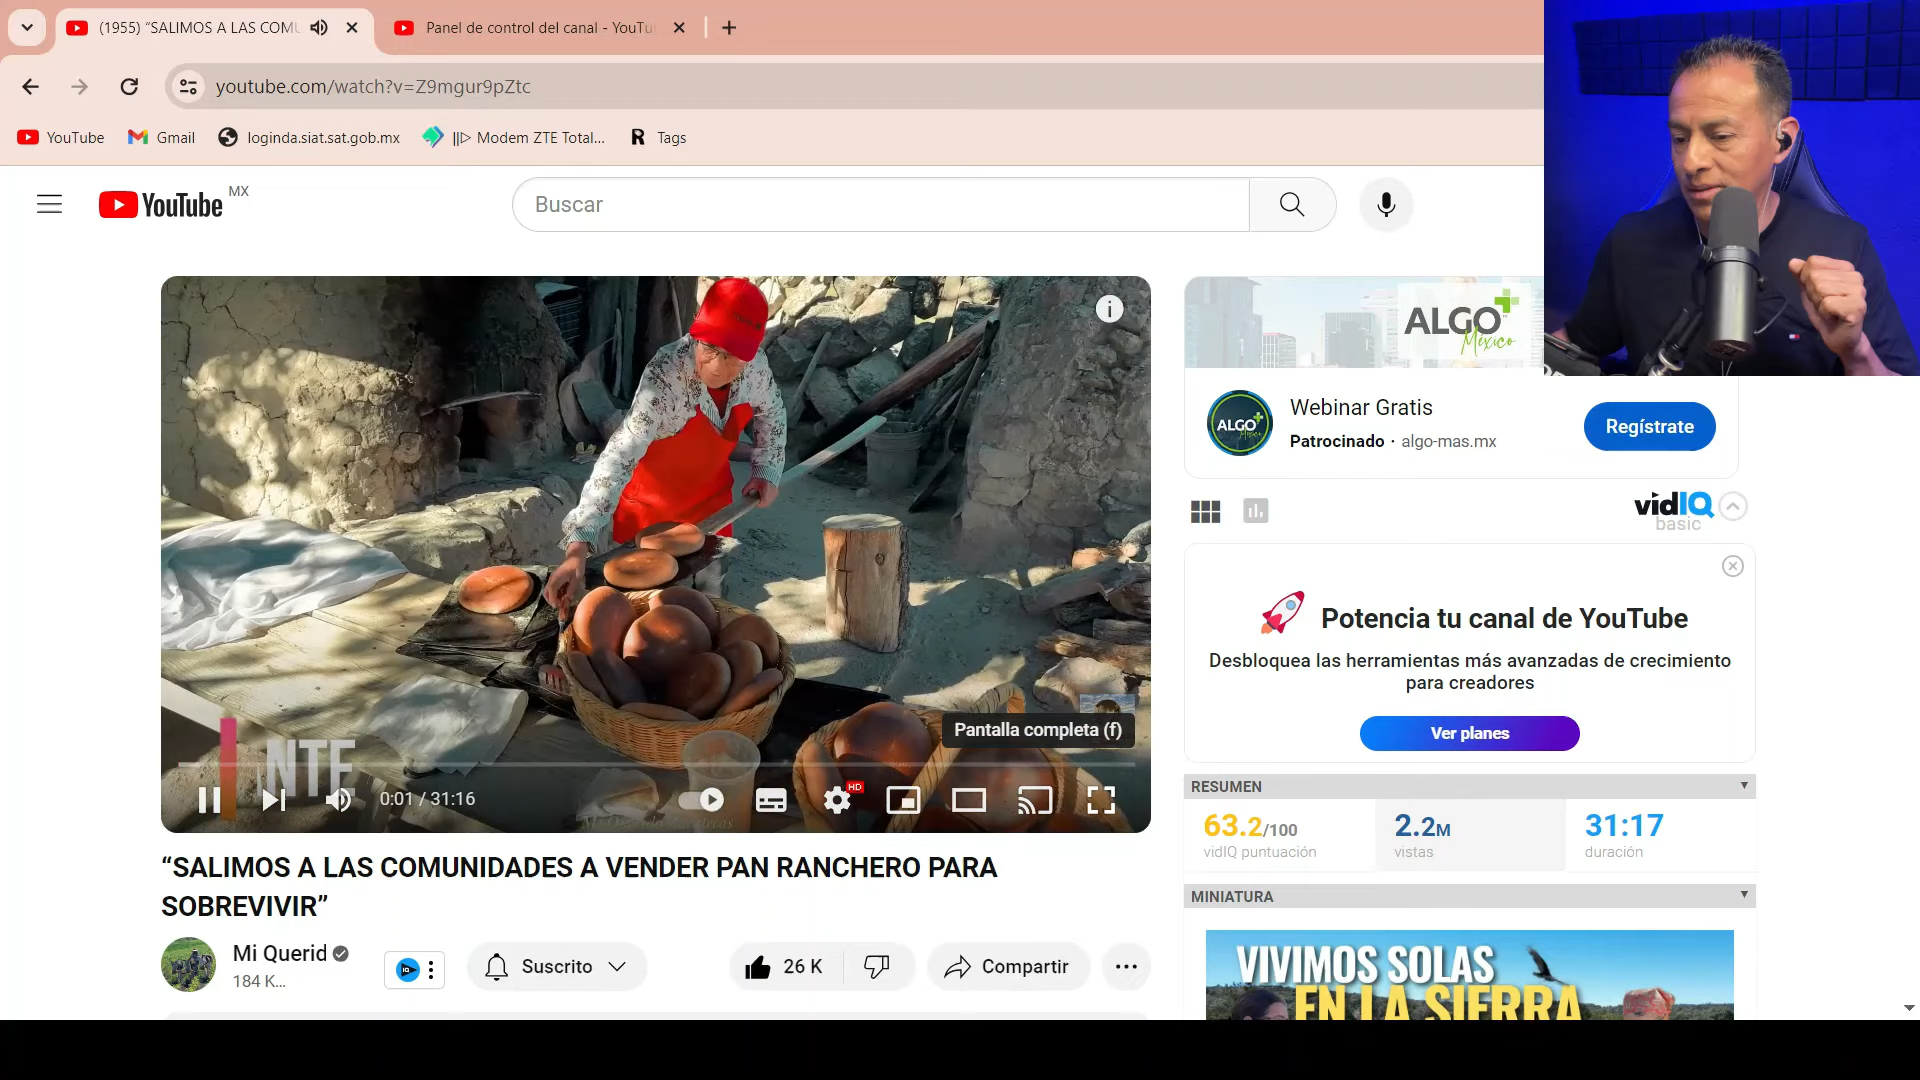 (1955) “SALIMOS A LAS COMU
Panel de control del canal - YouTu
youtube.com/watch?v=Z9mgur9pZtc
YouTube
Gmail
loginda.siat.sat.gob.mx
||▷ Modem ZTE Total...
R Tags
YouTube MX
Buscar
ALGO+
México
ALGO+
Webinar Gratis
Patrocinado · algo-mas.mx
Regístrate
vidIQ
basic
Potencia tu canal de YouTube
Desbloquea las herramientas más avanzadas de crecimiento
para creadores
Ver planes
Pantalla completa (f)
NTE
0:01 / 31:16
HD
RESUMEN
63.2/100
vidIQ puntuación
2.2M
vistas
31:17
duración
MINIATURA
VIVIMOS SOLAS
EN LA SIERRA
“SALIMOS A LAS COMUNIDADES A VENDER PAN RANCHERO PARA
SOBREVIVIR”
Mi Querid
184 K...
Suscrito
26 K
Compartir